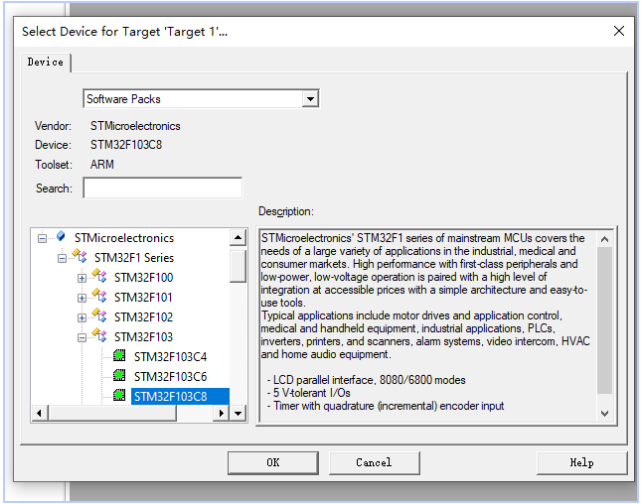 Select Device for Target 'Target 1'...
Device
Software Packs
Vendor: STMicroelectronics
Device: STM32F103C8
Toolset: ARM
Search:
Description:
STMicroelectronics
STM32F1 Series
STM32F100
STM32F101
STM32F102
STM32F103
STM32F103C4
STM32F103C6
STM32F103C8
STMicroelectronics' STM32F1 series of mainstream MCUs covers the
needs of a large variety of applications in the industrial, medical and
consumer markets. High performance with first-class peripherals and
low-power, low-voltage operation is paired with a high level of
integration at accessible prices with a simple architecture and easy-to-
use tools.
Typical applications include motor drives and application control,
medical and handheld equipment, industrial applications, PLCs,
inverters, printers, and scanners, alarm systems, video intercom, HVAC
and home audio equipment.
- LCD parallel interface, 8080/6800 modes
- 5 V-tolerant I/Os
- Timer with quadrature (incremental) encoder input
OK
Cancel
Help